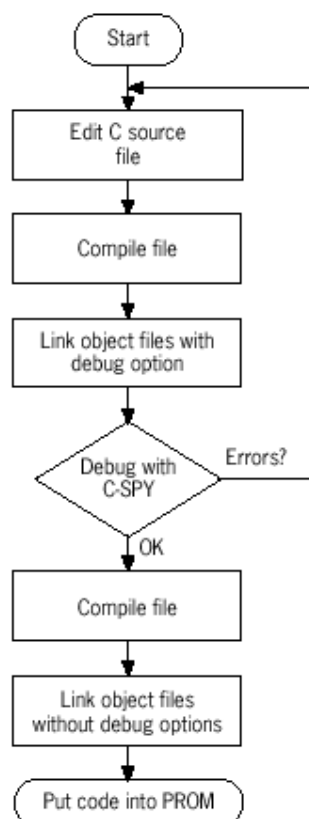 Start
Edit C source
file
Compile file
Link object files with
debug option
Debug with
C-SPY
Errors?
OK
Compile file
Link object files
without debug options
Put code into PROM